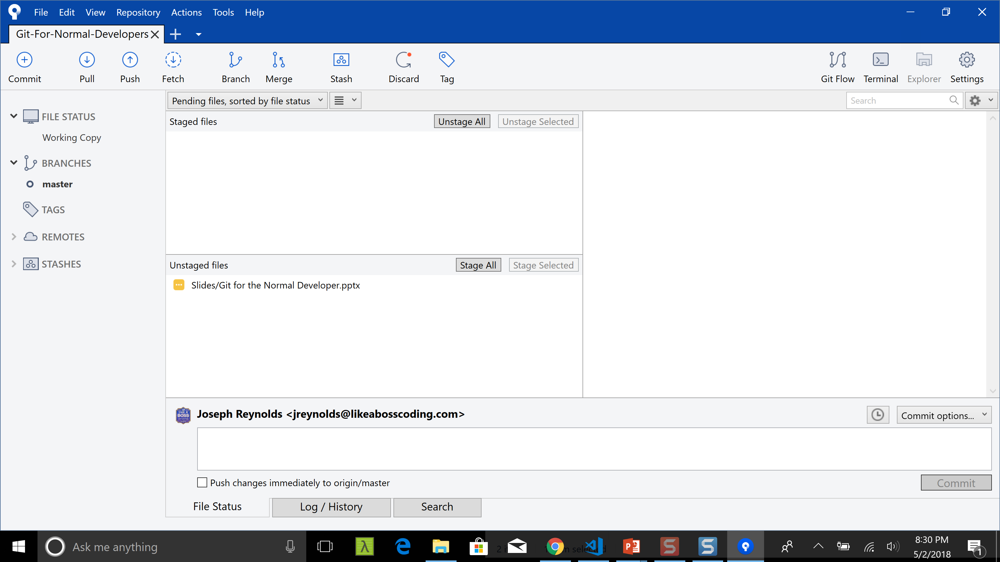 File Edit View Repository Actions Tools Help
Git-For-Normal-Developers
Commit Pull Push Fetch Branch Merge Stash Discard Tag Git Flow Terminal Explorer Settings
Pending files, sorted by file status Search
FILE STATUS
Working Copy
BRANCHES
master
TAGS
REMOTES
STASHES
Staged files Unstage All Unstage Selected
Unstaged files Stage All Stage Selected
Slides/Git for the Normal Developer.pptx
LIKE A
BOSS
Joseph Reynolds <jreynolds@likeabosscoding.com> Commit options...
Push changes immediately to origin/master Commit
File Status Log / History Search
Ask me anything 8:30 PM
5/2/2018 1